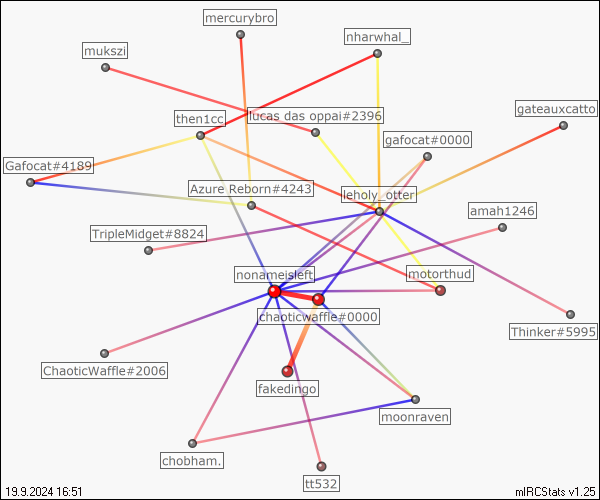 mercurybro
nharwhal_
mukszi
gateauxcatto
then1cc
lucas das oppai#2396
gafocat#0000
Gafocat#4189
Azure Reborn#4243
leholy_otter
amah1246
TripleMidget#8824
nonameisleft
motorthud
chaoticwaffle#0000
Thinker#5995
ChaoticWaffle#2006
fakedingo
moonraven
chobham.
tt532
19.9.2024 16:51
mIRCStats v1.25